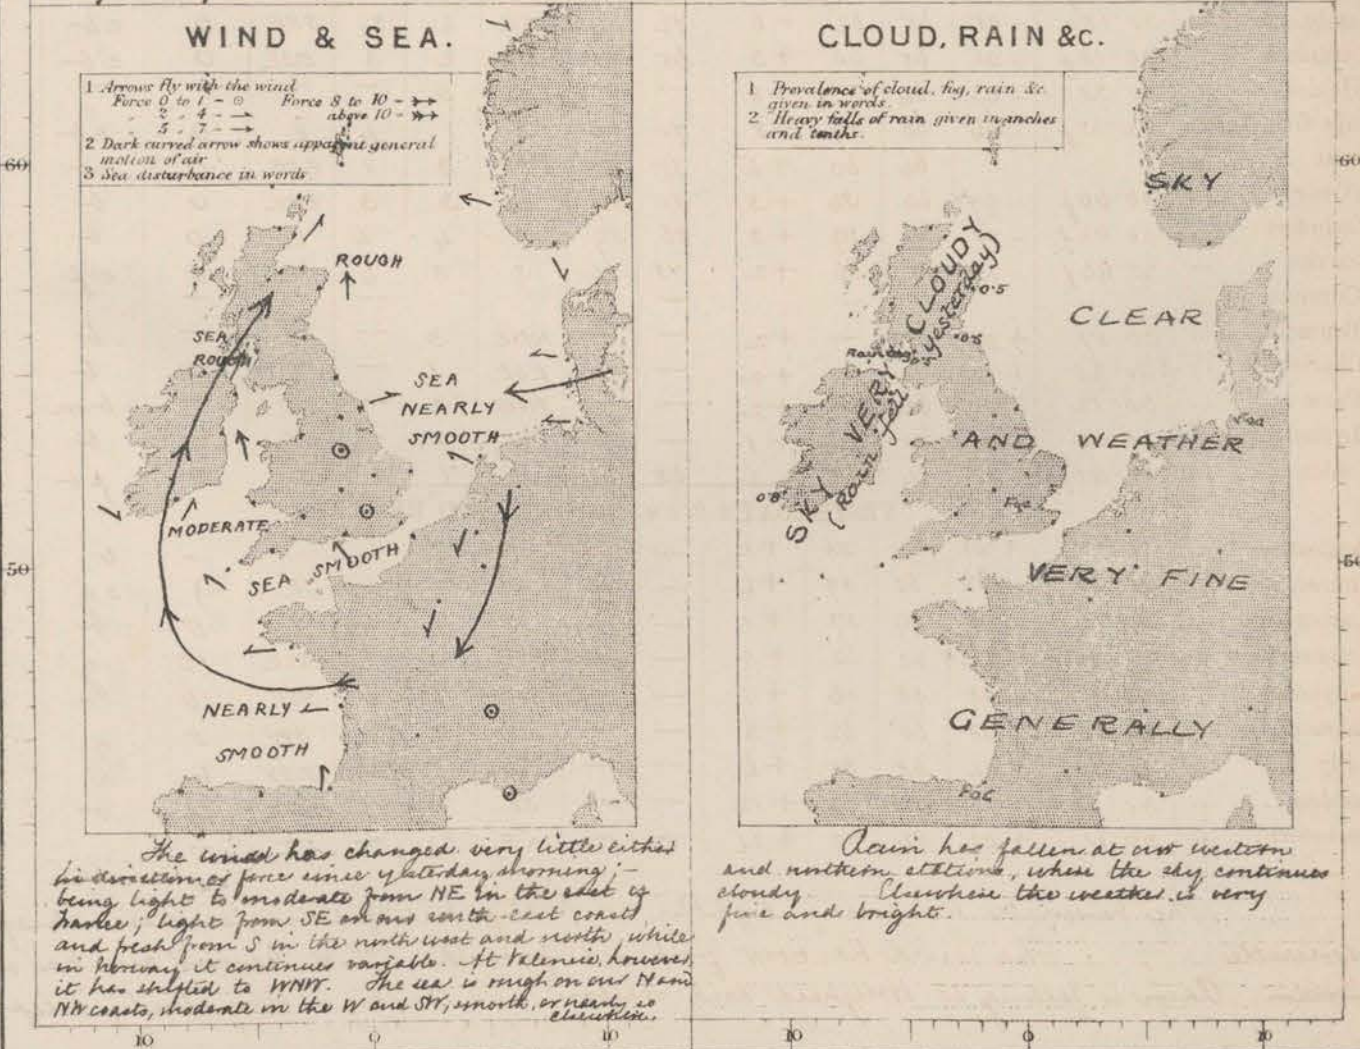 WIND & SEA.
1 Arrows fly with the wind
Force 0 to 1 - ⊙ Force 8 to 10 -
" 2 " 4 - " above 10 -
" 5 " 7 -
2 Dark curved arrow shows apparent general
motion of air
3 Sea disturbance in words
60
50
ROUGH
SEA
ROUGH
SEA
NEARLY
SMOOTH
MODERATE
SEA SMOOTH
NEARLY
SMOOTH
The wind has changed very little either
in direction or force since yesterday morning; -
being light to moderate from NE in the east of
France; light from SE on our south-east coasts
and fresh from S in the north west and north, while
in Norway it continues variable. At Valencia, however,
it has shifted to WNW. The sea is rough on our N and
NW coasts, moderate in the W and SW, smooth, or nearly so
elsewhere.
10 0 10
CLOUD, RAIN &c.
1 Prevalence of cloud, fog, rain &c.
given in words.
2 Heavy falls of rain given in inches
and tenths.
60
50
SKY
CLEAR
AND WEATHER
VERY FINE
GENERALLY
SKY VERY CLOUDY
(Rain fell yesterday)
0.5
0.5
0.5
0.8
Fog
Fog
FOG
Rain has fallen at our western
and northern stations, where the sky continues
cloudy. Elsewhere the weather is very
fine and bright.
10 0 10